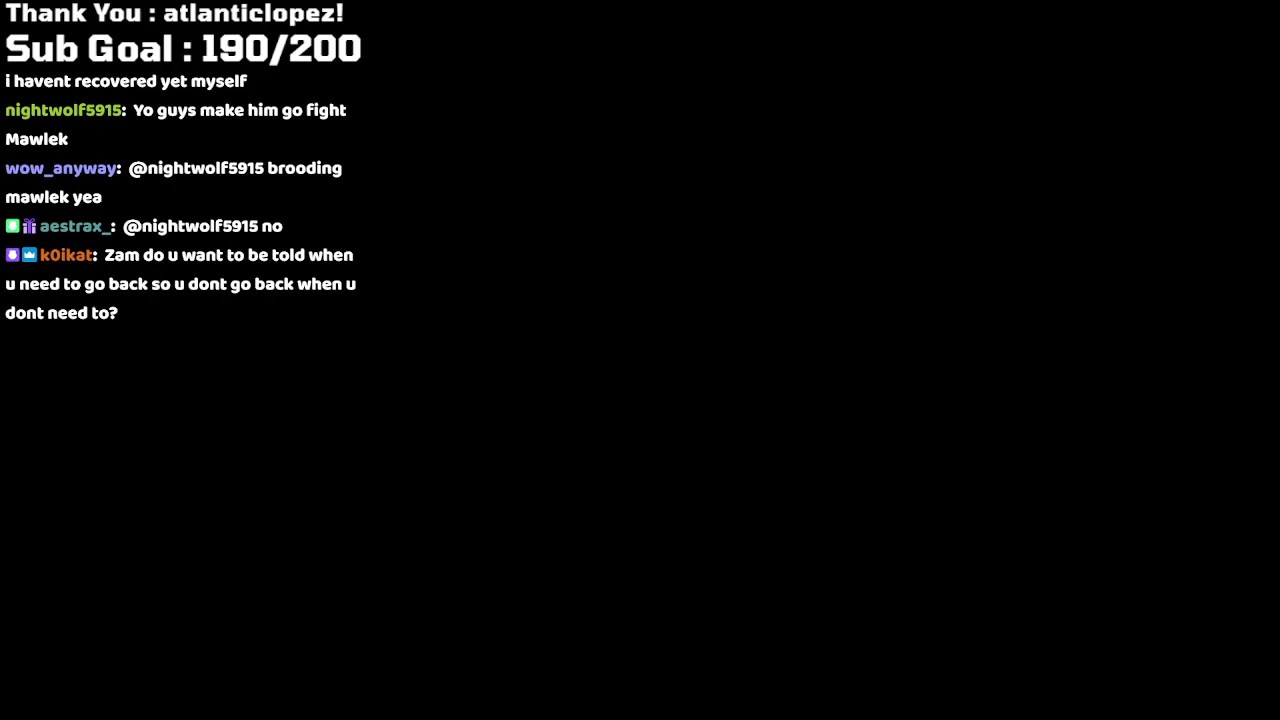 Thank You : atlanticlopez!
Sub Goal : 190/200
i havent recovered yet myself
nightwolf5915: Yo guys make him go fight
Mawlek
wow_anyway: @nightwolf5915 brooding
mawlek yea
aestrax_: @nightwolf5915 no
k0ikat: Zam do u want to be told when
u need to go back so u dont go back when u
dont need to?